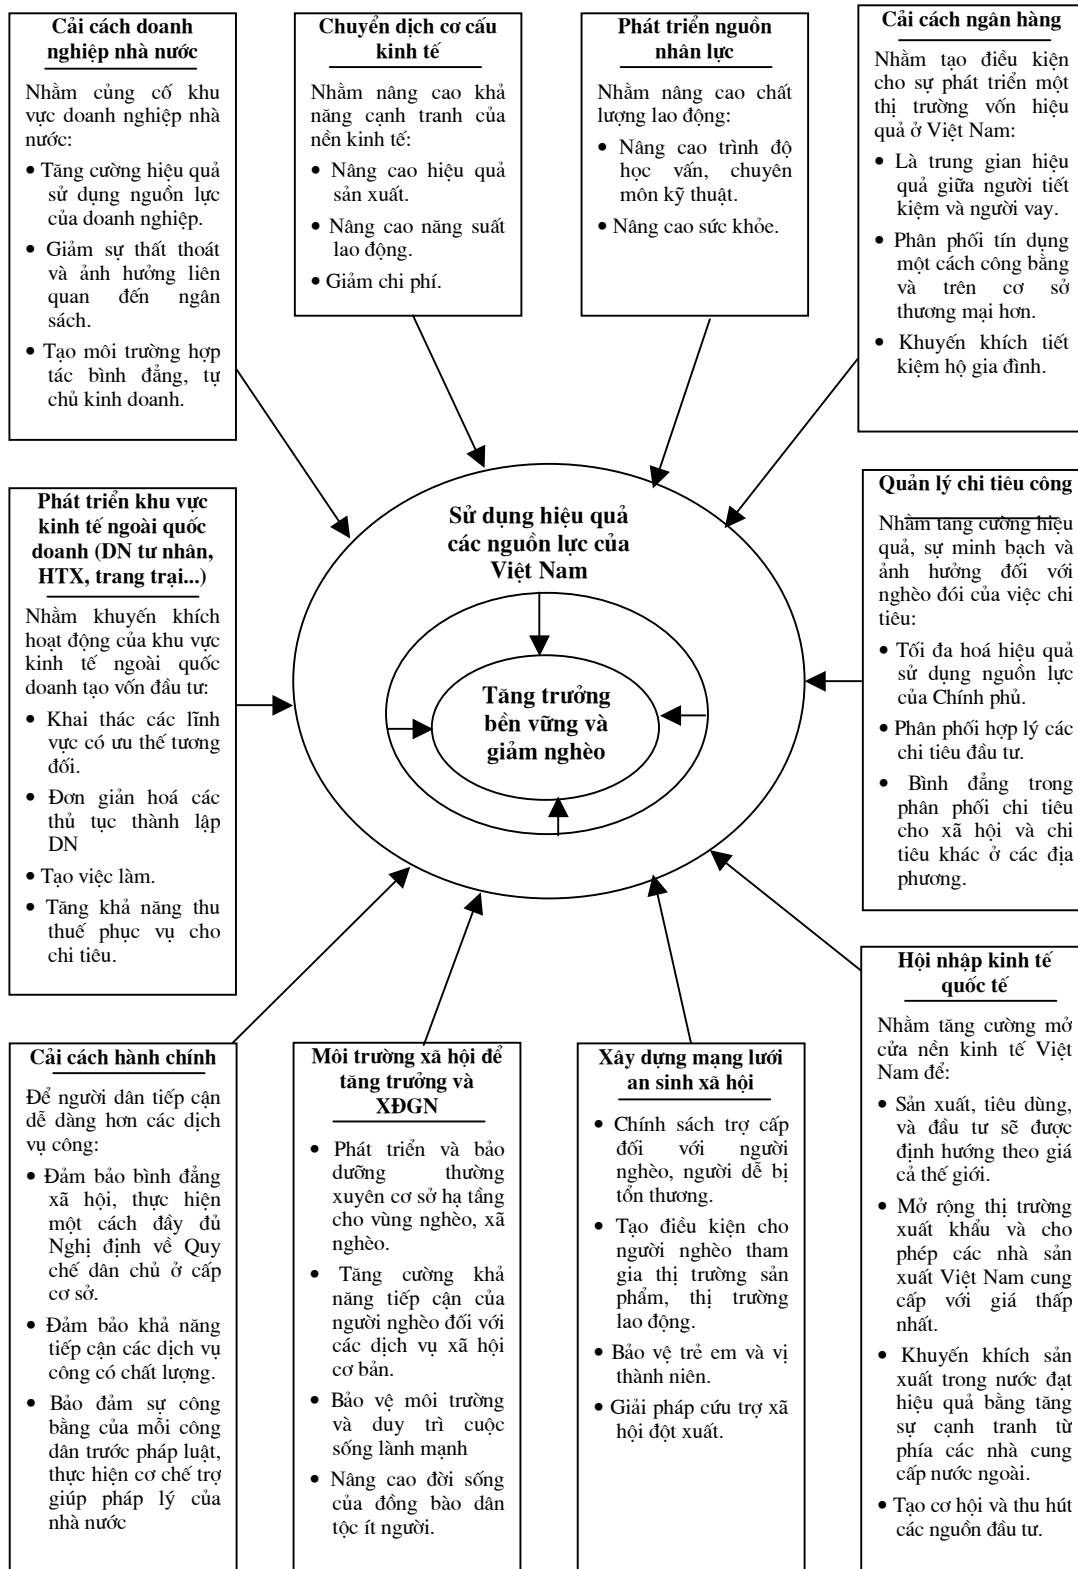 Cải cách doanh
nghiệp nhà nước
Nhằm củng cố khu
vực doanh nghiệp nhà
nước:
• Tăng cường hiệu quả
sử dụng nguồn lực
của doanh nghiệp.
• Giảm sự thất thoát
và ảnh hưởng liên
quan đến ngân
sách.
• Tạo môi trường hợp
tác bình đẳng, tự
chủ kinh doanh.
Chuyển dịch cơ cấu
kinh tế
Nhằm nâng cao khả
năng cạnh tranh của
nền kinh tế:
• Nâng cao hiệu quả
sản xuất.
• Nâng cao năng suất
lao động.
• Giảm chi phí.
Phát triển nguồn
nhân lực
Nhằm nâng cao chất
lượng lao động:
• Nâng cao trình độ
học vấn, chuyên
môn kỹ thuật.
• Nâng cao sức khỏe.
Cải cách ngân hàng
Nhằm tạo điều kiện
cho sự phát triển một
thị trường vốn hiệu
quả ở Việt Nam:
• Là trung gian hiệu
quả giữa người tiết
kiệm và người vay.
• Phân phối tín dụng
một cách công bằng
và trên cơ sở
thương mại hơn.
• Khuyến khích tiết
kiệm hộ gia đình.
Phát triển khu vực
kinh tế ngoài quốc
doanh (DN tư nhân,
HTX, trang trại...)
Nhằm khuyến khích
hoạt động của khu vực
kinh tế ngoài quốc
doanh tạo vốn đầu tư:
• Khai thác các lĩnh
vực có ưu thế tương
đối.
• Đơn giản hoá các
thủ tục thành lập
DN
• Tạo việc làm.
• Tăng khả năng thu
thuế phục vụ cho
chi tiêu.
Sử dụng hiệu quả
các nguồn lực của
Việt Nam
Tăng trưởng
bền vững và
giảm nghèo
Quản lý chi tiêu công
Nhằm tăng cường hiệu
quả, sự minh bạch và
ảnh hưởng đối với
nghèo đói của việc chi
tiêu:
• Tối đa hoá hiệu quả
sử dụng nguồn lực
của Chính phủ.
• Phân phối hợp lý các
chi tiêu đầu tư.
• Bình đẳng trong
phân phối chi tiêu
cho xã hội và chi
tiêu khác ở các địa
phương.
Cải cách hành chính
Để người dân tiếp cận
dễ dàng hơn các dịch
vụ công:
• Đảm bảo bình đẳng
xã hội, thực hiện
một cách đầy đủ
Nghị định về Quy
chế dân chủ ở cấp
cơ sở.
• Đảm bảo khả năng
tiếp cận các dịch vụ
công có chất lượng.
• Bảo đảm sự công
bằng của mỗi công
dân trước pháp luật,
thực hiện cơ chế trợ
giúp pháp lý của
nhà nước
Môi trường xã hội để
tăng trưởng và
XĐGN
• Phát triển và bảo
dưỡng thường
xuyên cơ sở hạ tầng
cho vùng nghèo, xã
nghèo.
• Tăng cường khả
năng tiếp cận của
người nghèo đối với
các dịch vụ xã hội
cơ bản.
• Bảo vệ môi trường
và duy trì cuộc
sống lành mạnh
• Nâng cao đời sống
của đồng bào dân
tộc ít người.
Xây dựng mạng lưới
an sinh xã hội
• Chính sách trợ cấp
đối với người
nghèo, người dễ bị
tổn thương.
• Tạo điều kiện cho
người nghèo tham
gia thị trường sản
phẩm, thị trường
lao động.
• Bảo vệ trẻ em và vị
thành niên.
• Giải pháp cứu trợ xã
hội đột xuất.
Hội nhập kinh tế
quốc tế
Nhằm tăng cường mở
cửa nền kinh tế Việt
Nam để:
• Sản xuất, tiêu dùng,
và đầu tư sẽ được
định hướng theo giá
cả thế giới.
• Mở rộng thị trường
xuất khẩu và cho
phép các nhà sản
xuất Việt Nam cung
cấp với giá thấp
nhất.
• Khuyến khích sản
xuất trong nước đạt
hiệu quả bằng tăng
sự cạnh tranh từ
phía các nhà cung
cấp nước ngoài.
• Tạo cơ hội và thu hút
các nguồn đầu tư.